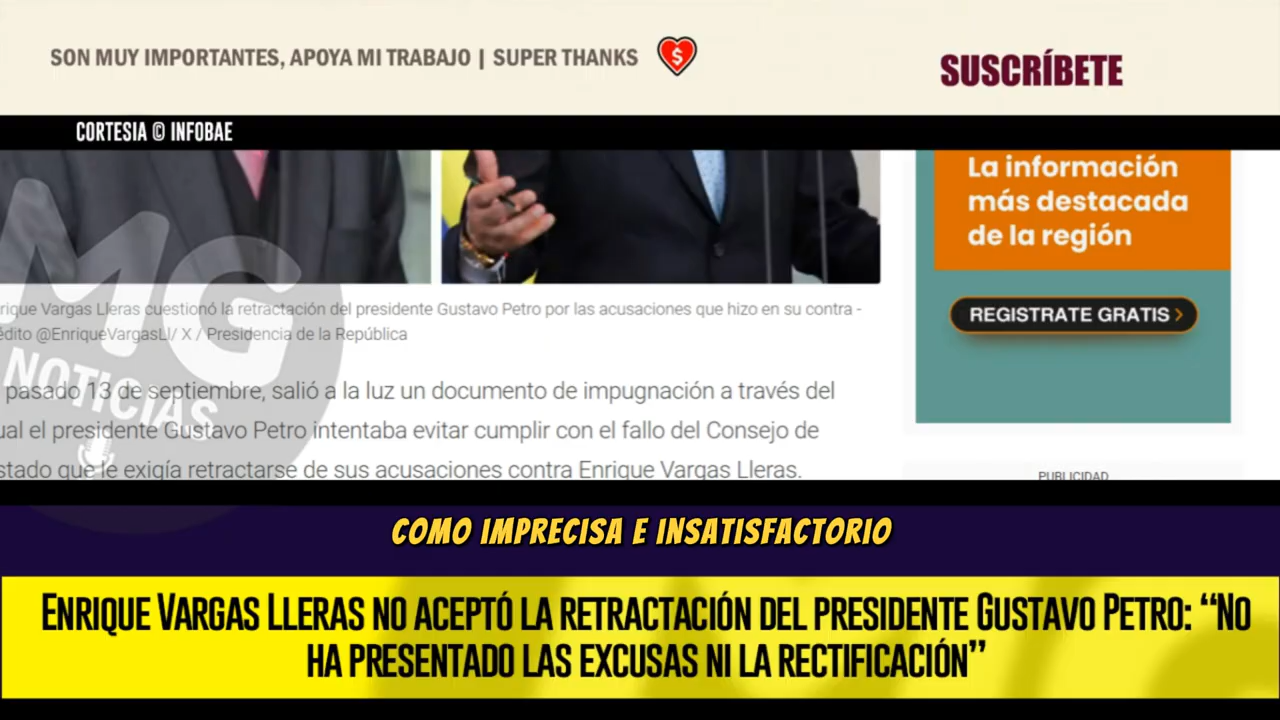 SON MUY IMPORTANTES, APOYA MI TRABAJO | SUPER THANKS $
SUSCRÍBETE
CORTESIA © INFOBAE
La información
más destacada
de la región
REGISTRATE GRATIS >
rique Vargas Lleras cuestionó la retractación del presidente Gustavo Petro por las acusaciones que hizo en su contra -
édito @EnriqueVargasLl/ X / Presidencia de la República
pasado 13 de septiembre, salió a la luz un documento de impugnación a través del
ual el presidente Gustavo Petro intentaba evitar cumplir con el fallo del Consejo de
stado que le exigía retractarse de sus acusaciones contra Enrique Vargas Lleras.
PUBLICIDAD
MG
NOTICIAS
COMO IMPRECISA E INSATISFACTORIO
ENRIQUE VARGAS LLERAS NO ACEPTÓ LA RETRACTACIÓN DEL PRESIDENTE GUSTAVO PETRO: “NO
HA PRESENTADO LAS EXCUSAS NI LA RECTIFICACIÓN”